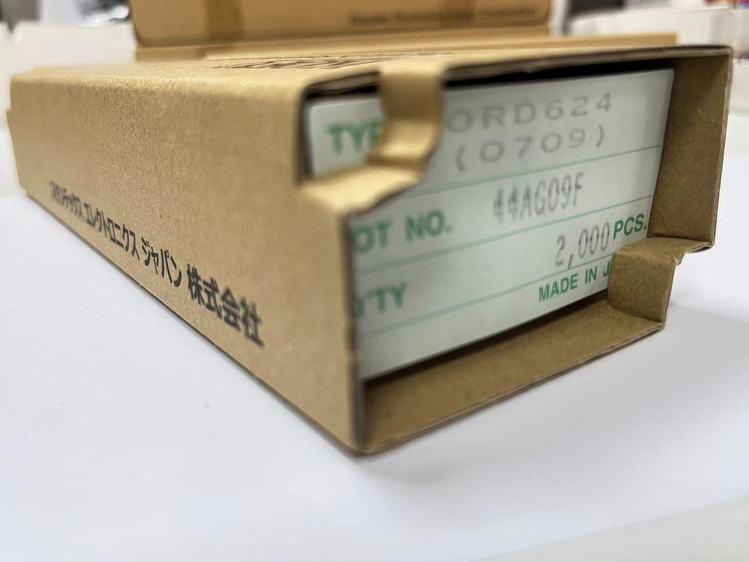 TYP ORD624
(0709)
OT NO. 44AG09F
'TY 2,000 PCS.
MADE IN J
エレクトロニクス ジャパン 株式会社